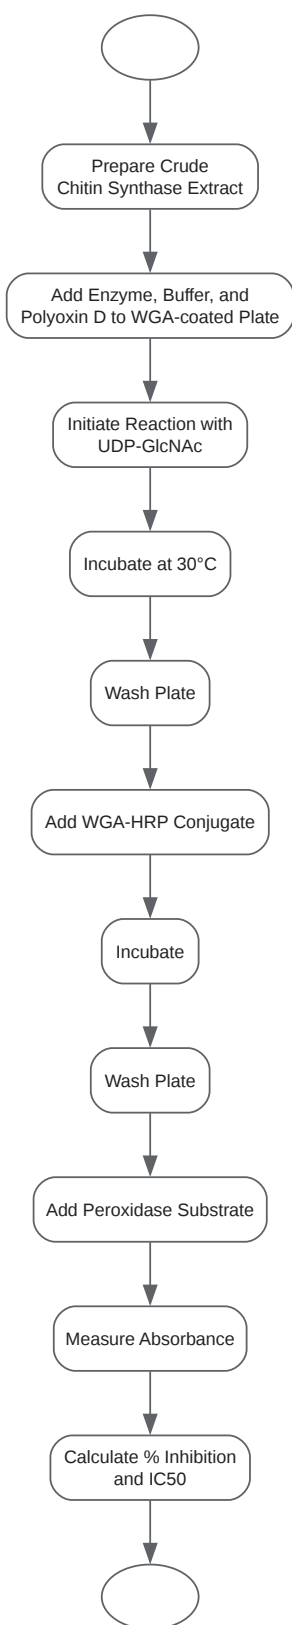 Prepare Crude
Chitin Synthase Extract
Add Enzyme, Buffer, and
Polyoxin D to WGA-coated Plate
Initiate Reaction with
UDP-GlcNAc
Incubate at 30°C
Wash Plate
Add WGA-HRP Conjugate
Incubate
Wash Plate
Add Peroxidase Substrate
Measure Absorbance
Calculate % Inhibition
and IC50